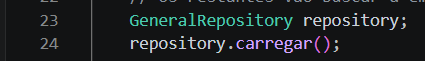 23 GeneralRepository repository;
24 repository.carregar();